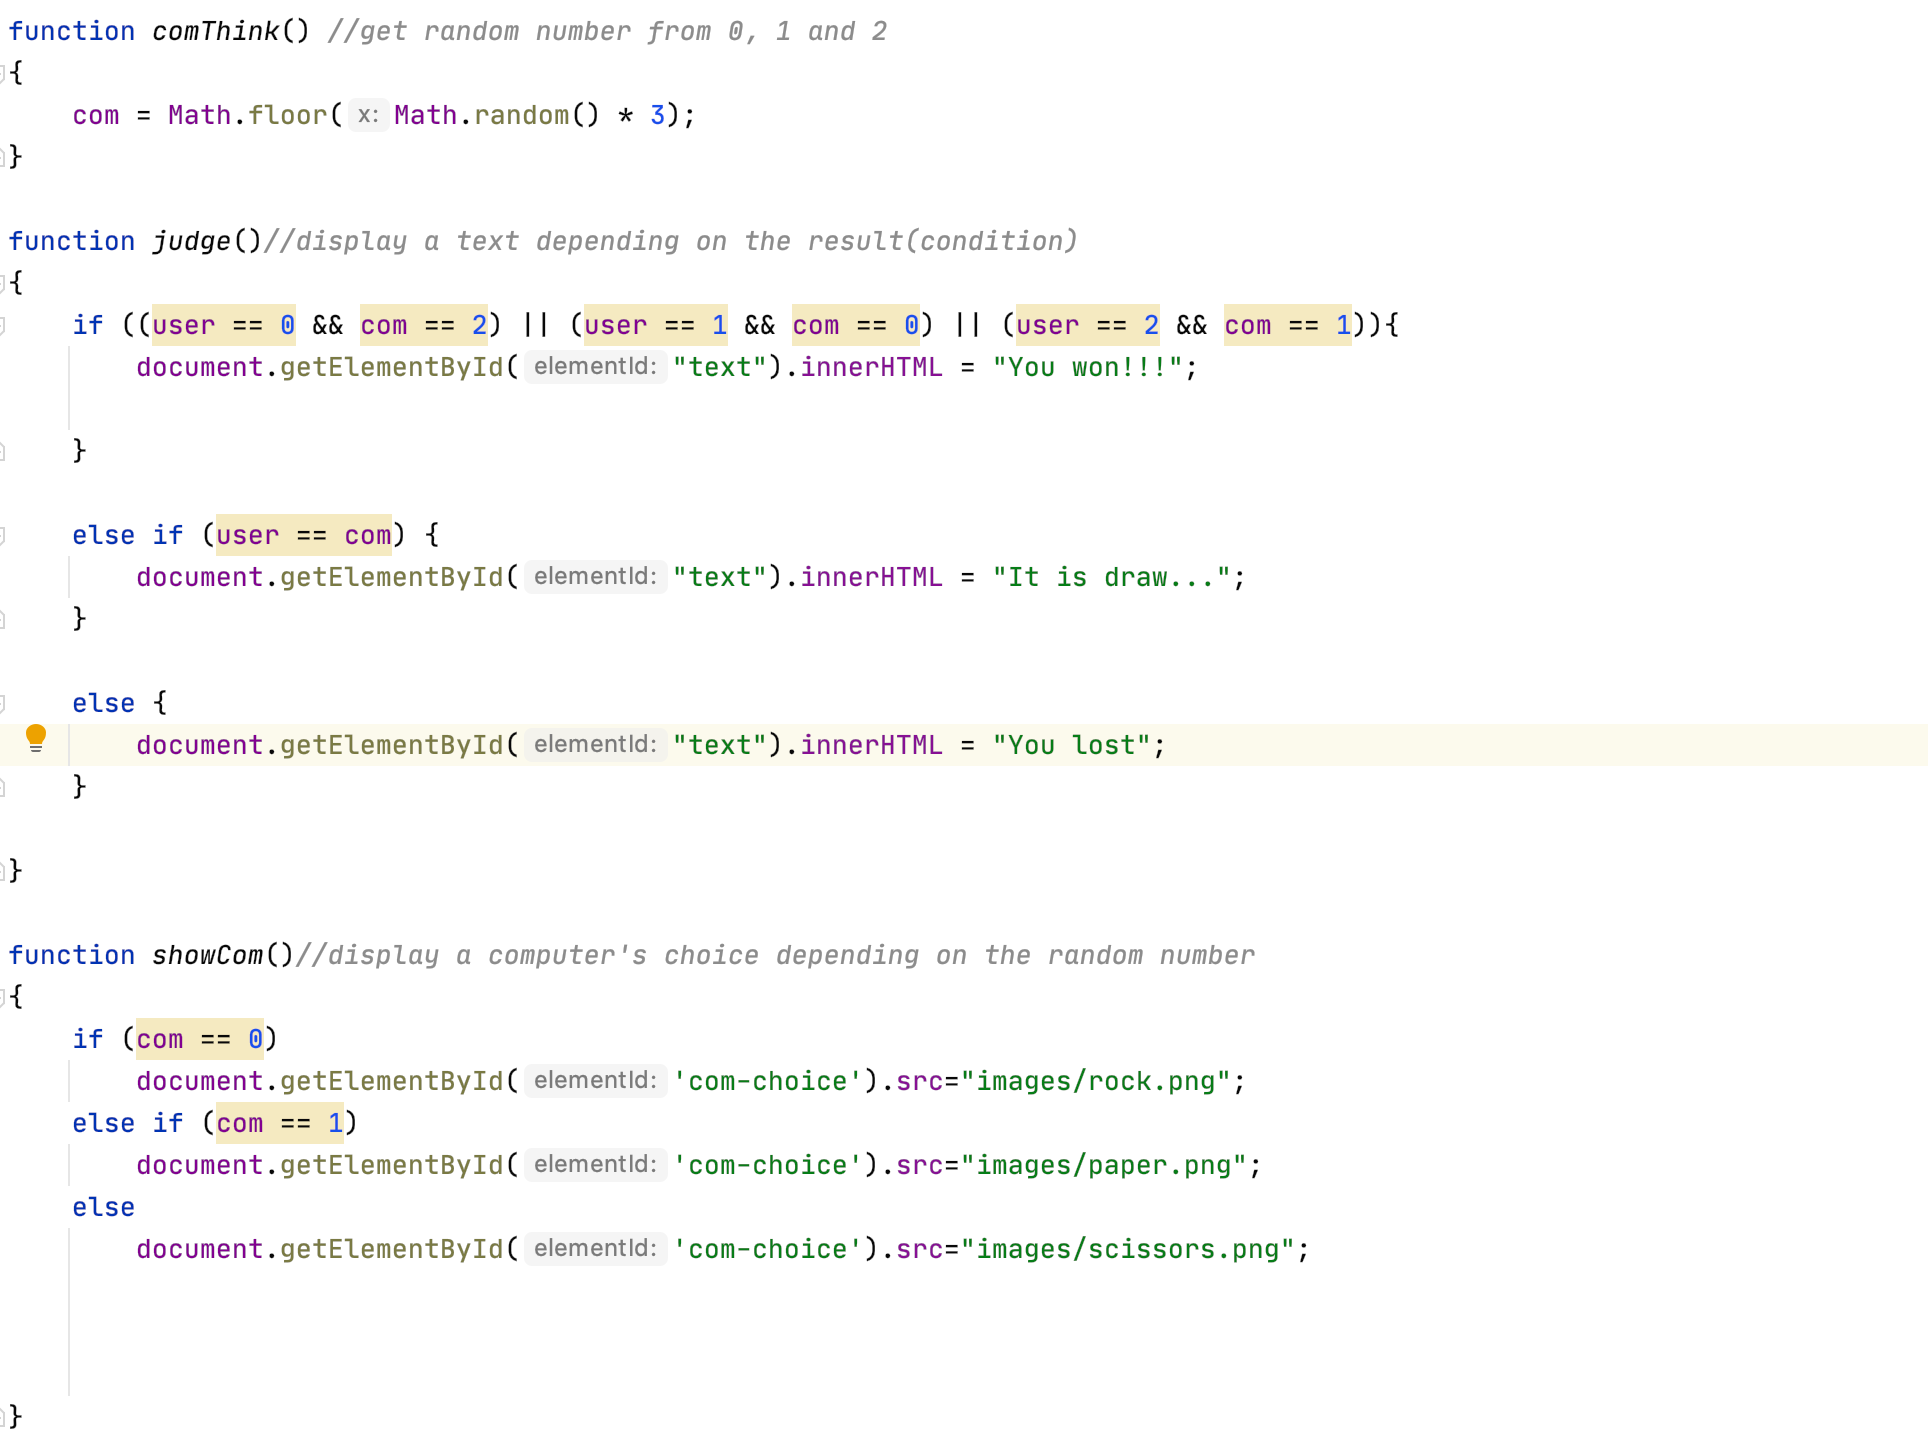 function comThink() //get random number from 0, 1 and 2
{
    com = Math.floor( x: Math.random() * 3);
}

function judge()//display a text depending on the result(condition)
{
    if ((user == 0 && com == 2) || (user == 1 && com == 0) || (user == 2 && com == 1)){
        document.getElementById( elementId: "text").innerHTML = "You won!!!";

    }

    else if (user == com) {
        document.getElementById( elementId: "text").innerHTML = "It is draw...";
    }

    else {
        document.getElementById( elementId: "text").innerHTML = "You lost";
    }

}

function showCom()//display a computer's choice depending on the random number
{
    if (com == 0)
        document.getElementById( elementId: 'com-choice').src="images/rock.png";
    else if (com == 1)
        document.getElementById( elementId: 'com-choice').src="images/paper.png";
    else
        document.getElementById( elementId: 'com-choice').src="images/scissors.png";

}